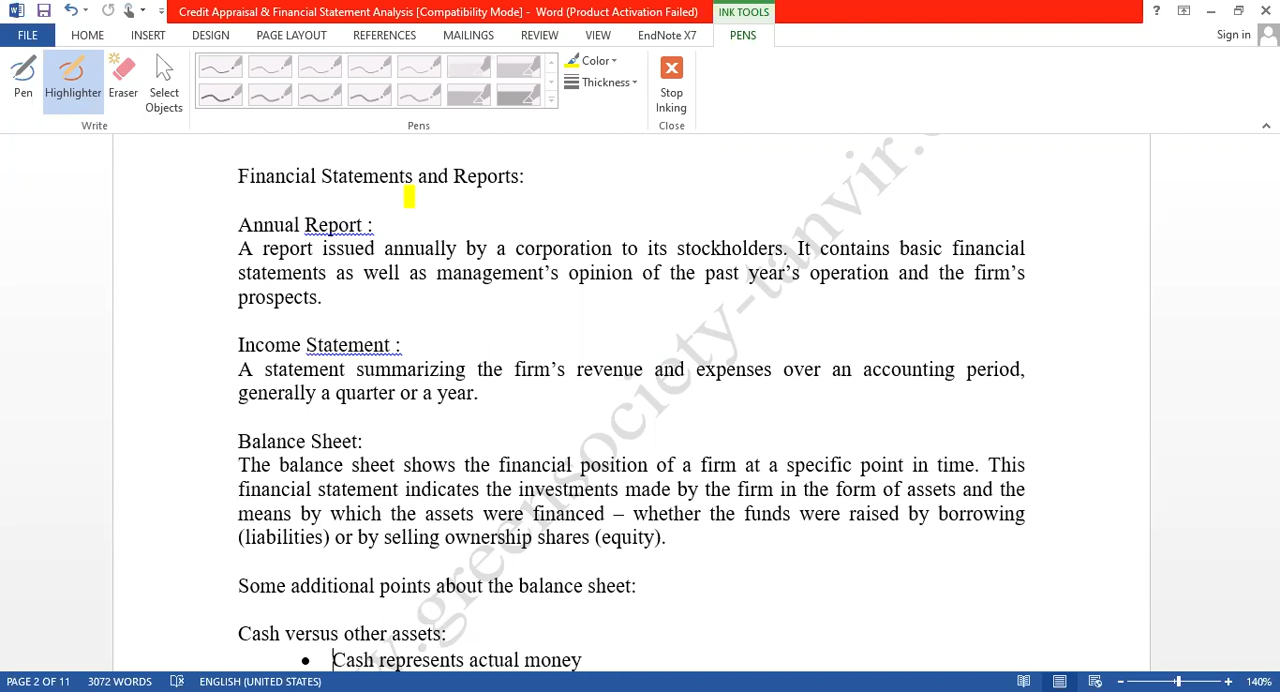 Credit Appraisal & Financial Statement Analysis [Compatibility Mode] - Word (Product Activation Failed)
INK TOOLS
?
FILE
HOME
INSERT
DESIGN
PAGE LAYOUT
REFERENCES
MAILINGS
REVIEW
VIEW
EndNote X7
PENS
Sign in
Pen
Highlighter
Eraser
Select Objects
Color
Thickness
Stop Inking
Write
Pens
Close
Financial Statements and Reports:
Annual Report :
A report issued annually by a corporation to its stockholders. It contains basic financial
statements as well as management’s opinion of the past year’s operation and the firm’s
prospects.
Income Statement :
A statement summarizing the firm’s revenue and expenses over an accounting period,
generally a quarter or a year.
Balance Sheet:
The balance sheet shows the financial position of a firm at a specific point in time. This
financial statement indicates the investments made by the firm in the form of assets and the
means by which the assets were financed – whether the funds were raised by borrowing
(liabilities) or by selling ownership shares (equity).
Some additional points about the balance sheet:
Cash versus other assets:
• Cash represents actual money
.greensociety-tanvir.
PAGE 2 OF 11
3072 WORDS
ENGLISH (UNITED STATES)
140%